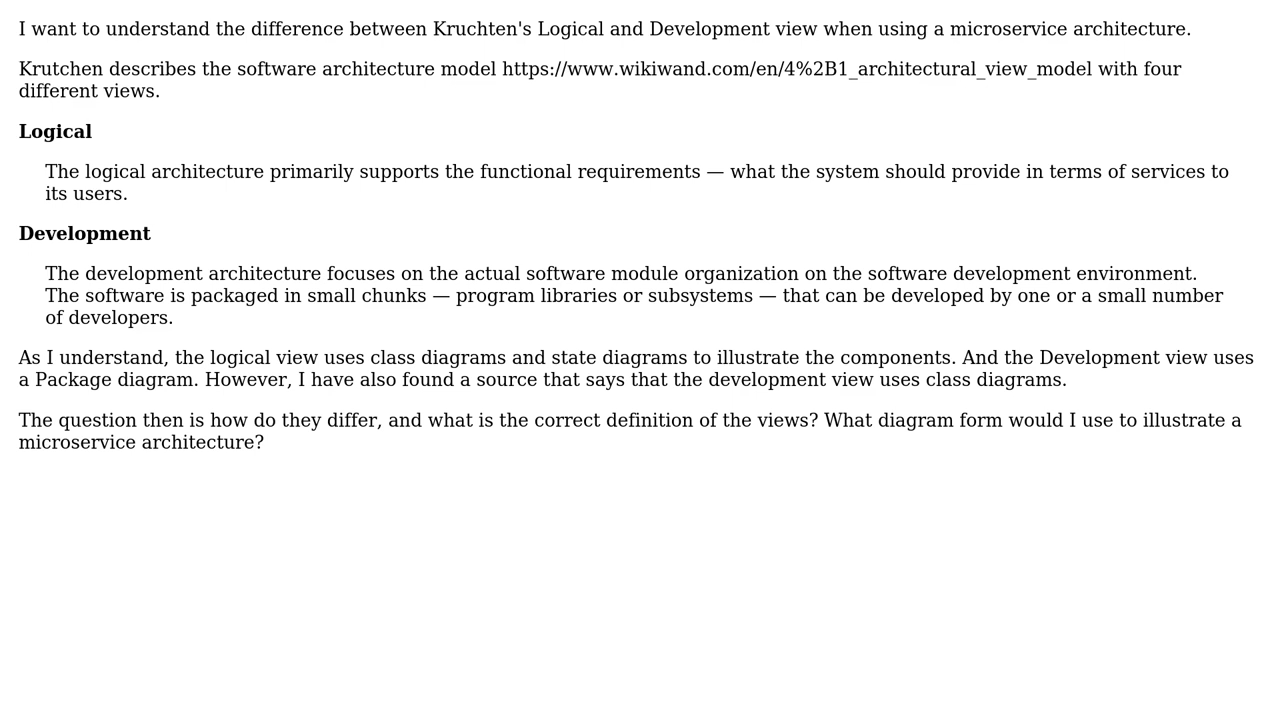 I want to understand the difference between Kruchten's Logical and Development view when using a microservice architecture.
Krutchen describes the software architecture model https://www.wikiwand.com/en/4%2B1_architectural_view_model with four
different views.
Logical
The logical architecture primarily supports the functional requirements — what the system should provide in terms of services to
its users.
Development
The development architecture focuses on the actual software module organization on the software development environment.
The software is packaged in small chunks — program libraries or subsystems — that can be developed by one or a small number
of developers.
As I understand, the logical view uses class diagrams and state diagrams to illustrate the components. And the Development view uses
a Package diagram. However, I have also found a source that says that the development view uses class diagrams.
The question then is how do they differ, and what is the correct definition of the views? What diagram form would I use to illustrate a
microservice architecture?